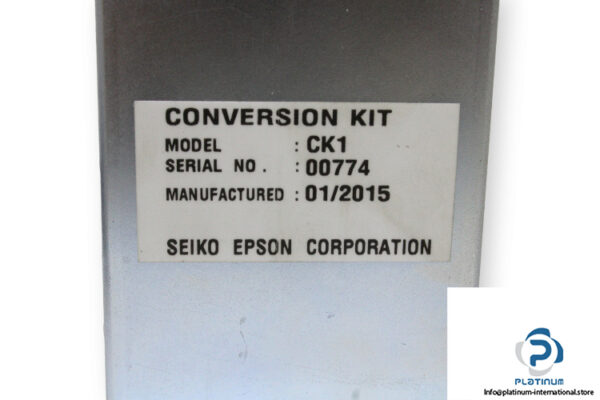 CONVERSION KIT
MODEL : CK1
SERIAL NO. : 00774
MANUFACTURED : 01/2015
SEIKO EPSON CORPORATION
PLATINUM
info@platinum-international.store